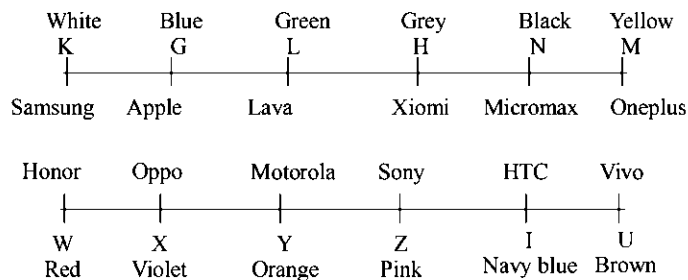 White Blue Green Grey Black Yellow
K G L H N M
Samsung Apple Lava Xiomi Micromax Oneplus
Honor Oppo Motorola Sony HTC Vivo
W X Y Z I U
Red Violet Orange Pink Navy blue Brown